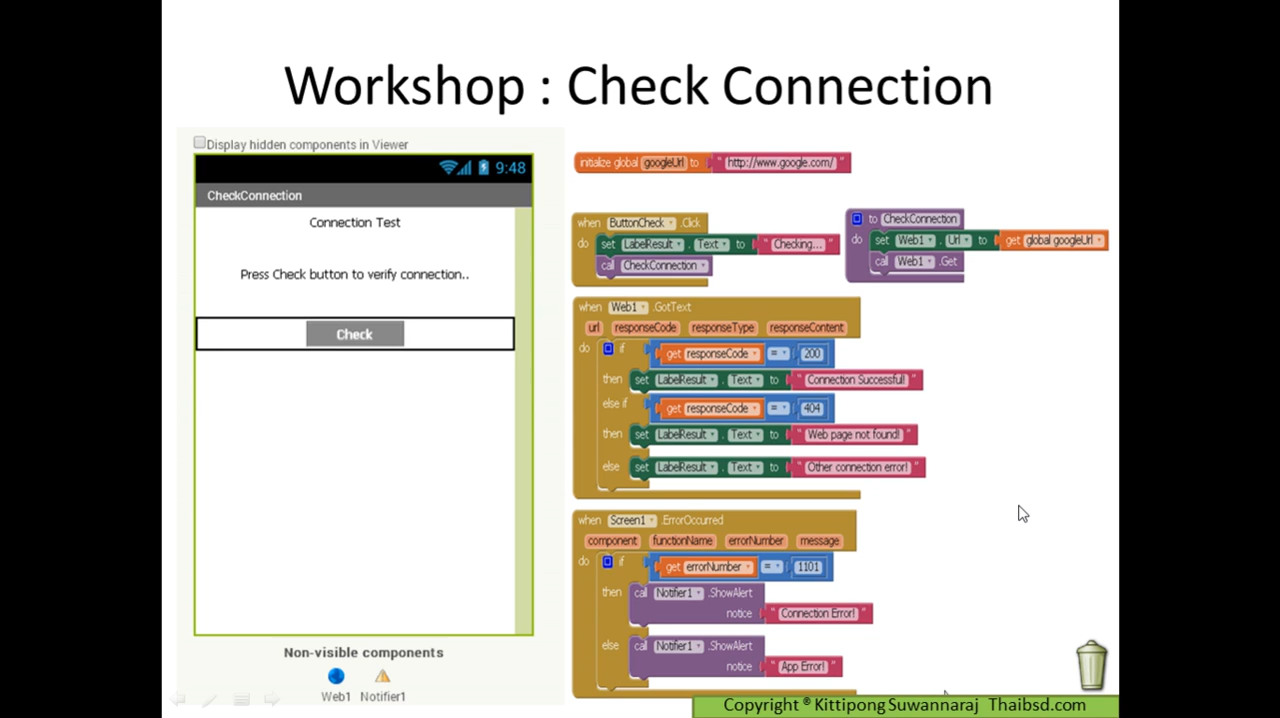 Workshop : Check Connection
Display hidden components in Viewer
9:48
CheckConnection
Connection Test
Press Check button to verify connection..
Check
Non-visible components
Web1 Notifier1
initialize global googleUrl to " http://www.google.com/ "
when ButtonCheck .Click
do set LabelResult . Text to " Checking... "
call CheckConnection
to CheckConnection
do set Web1 . Url to get global googleUrl
call Web1 .Get
when Web1 .GotText
url responseCode responseType responseContent
do if get responseCode = 200
then set LabelResult . Text to " Connection Successful! "
else if get responseCode = 404
then set LabelResult . Text to " Web page not found! "
else set LabelResult . Text to " Other connection error! "
when Screen1 .ErrorOccurred
component functionName errorNumber message
do if get errorNumber = 1101
then call Notifier1 .ShowAlert
notice " Connection Error! "
else call Notifier1 .ShowAlert
notice " App Error! "
Copyright ® Kittipong Suwannaraj Thaibsd.com